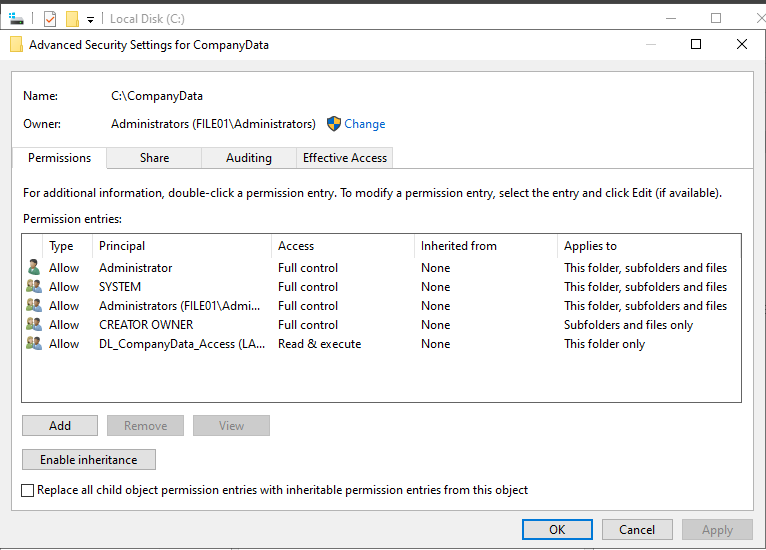 Local Disk (C:)
Advanced Security Settings for CompanyData
Name: C:\CompanyData
Owner: Administrators (FILE01\Administrators) Change
Permissions Share Auditing Effective Access
For additional information, double-click a permission entry. To modify a permission entry, select the entry and click Edit (if available).
Permission entries:
Type Principal Access Inherited from Applies to
Allow Administrator Full control None This folder, subfolders and files
Allow SYSTEM Full control None This folder, subfolders and files
Allow Administrators (FILE01\Admi... Full control None This folder, subfolders and files
Allow CREATOR OWNER Full control None Subfolders and files only
Allow DL_CompanyData_Access (LA... Read & execute None This folder only
Add Remove View
Enable inheritance
Replace all child object permission entries with inheritable permission entries from this object
OK Cancel Apply